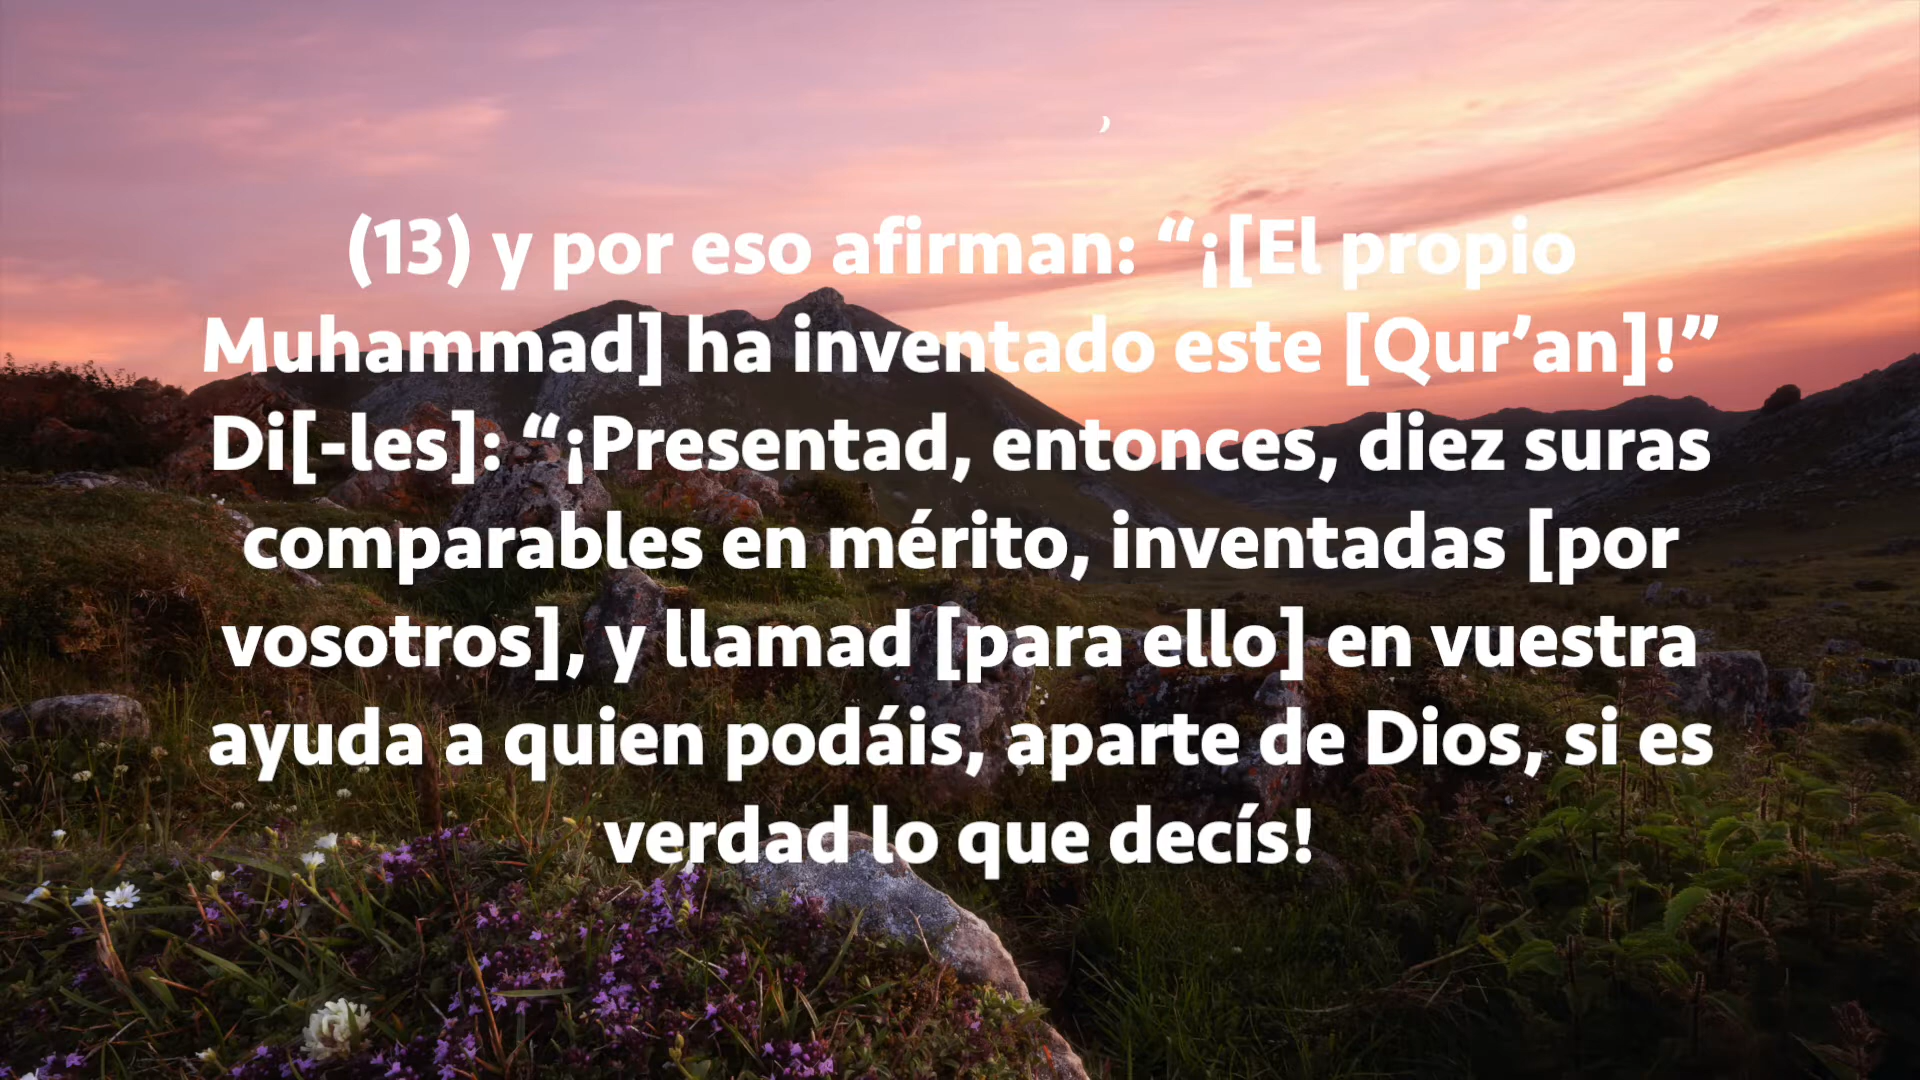 (13) y por eso afirman: “¡[El propio
Muhammad] ha inventado este [Qur’an]!”
Di[-les]: “¡Presentad, entonces, diez suras
comparables en mérito, inventadas [por
vosotros], y llamad [para ello] en vuestra
ayuda a quien podáis, aparte de Dios, si es
verdad lo que decís!